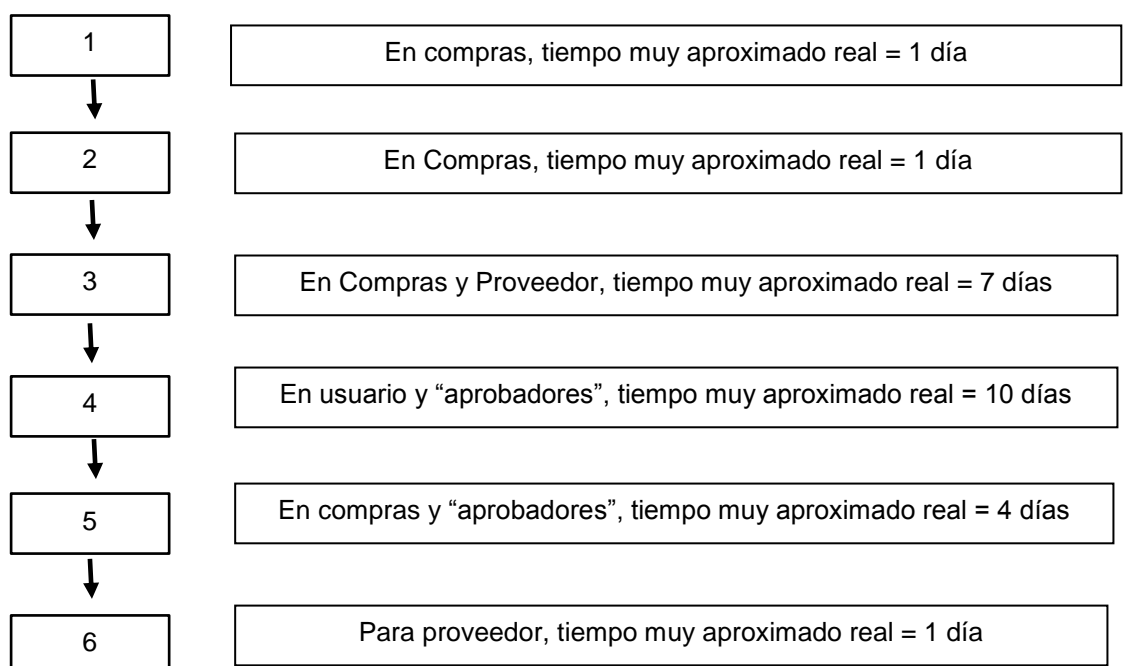 1
En compras, tiempo muy aproximado real = 1 día
2
En Compras, tiempo muy aproximado real = 1 día
3
En Compras y Proveedor, tiempo muy aproximado real = 7 días
4
En usuario y “aprobadores”, tiempo muy aproximado real = 10 días
5
En compras y “aprobadores”, tiempo muy aproximado real = 4 días
6
Para proveedor, tiempo muy aproximado real = 1 día